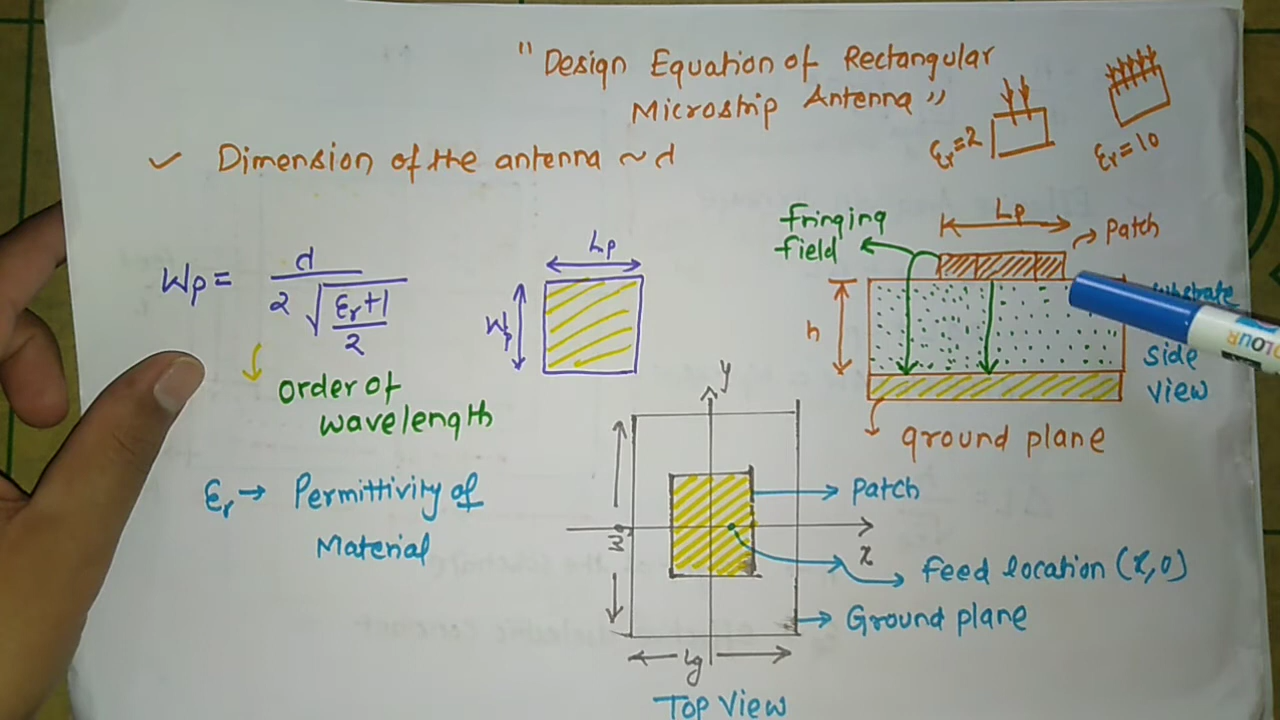 "Design Equation of Rectangular
Microstrip Antenna"
✓ Dimension of the antenna ~ d
εr=2
εr=10
Wp = d / 2 √((εr+1)/2)
order of
wavelength
εr → Permittivity of
Material
Lp
Wp
fringing
field
Lp
Patch
h
Substrate
side
view
ground plane
y
x
Patch
feed location (x,0)
Ground plane
Lg
Top View
COLOUR